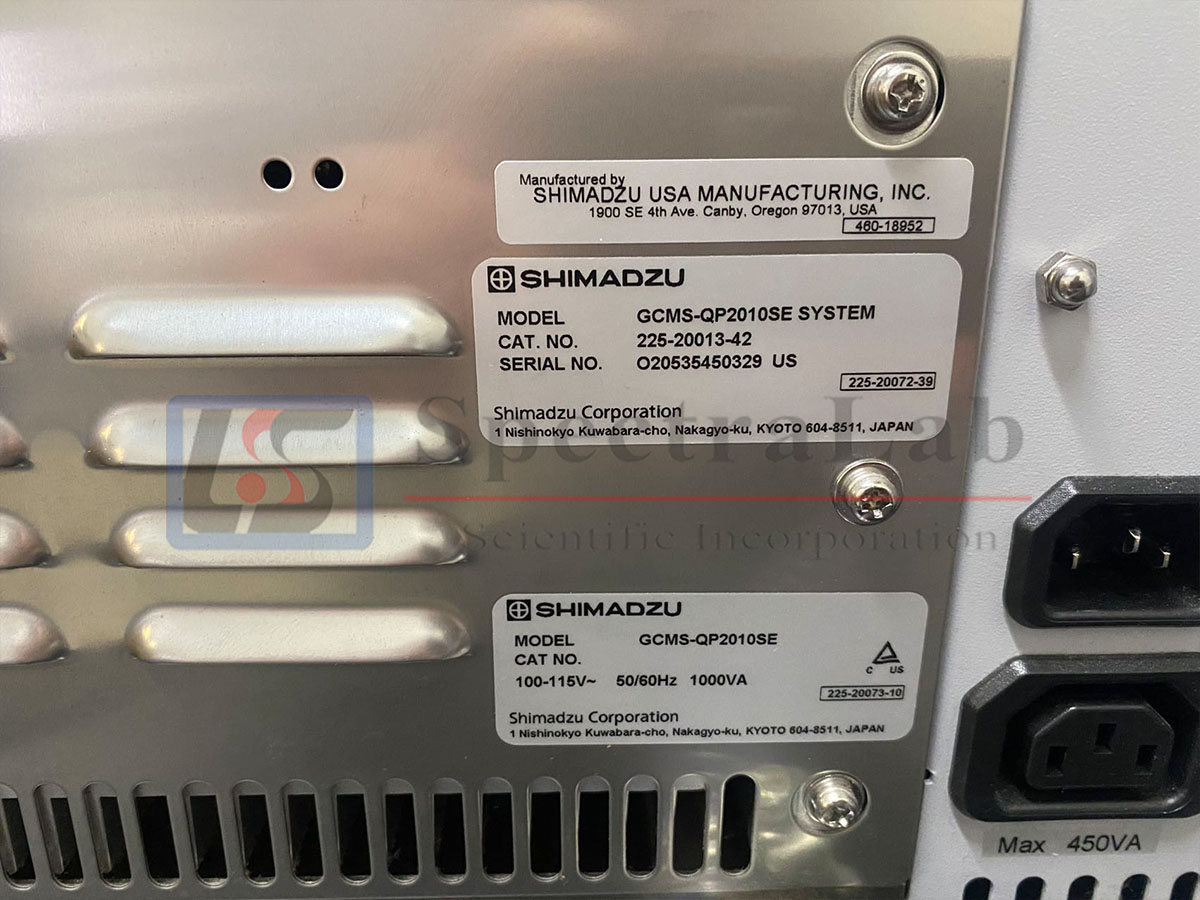 Manufactured by
SHIMADZU USA MANUFACTURING, INC.
1900 SE 4th Ave. Canby, Oregon 97013, USA
460-18952
SHIMADZU
MODEL GCMS-QP2010SE SYSTEM
CAT. NO. 225-20013-42
SERIAL NO. O20535450329 US
225-20072-39
Shimadzu Corporation
1 Nishinokyo Kuwabara-cho, Nakagyo-ku, KYOTO 604-8511, JAPAN
LS SpectraLab
Scientific Incorporation
SHIMADZU
MODEL GCMS-QP2010SE
CAT NO.
C US
100-115V~ 50/60Hz 1000VA
225-20073-10
Shimadzu Corporation
1 Nishinokyo Kuwabara-cho, Nakagyo-ku, KYOTO 604-8511, JAPAN
Max 450VA